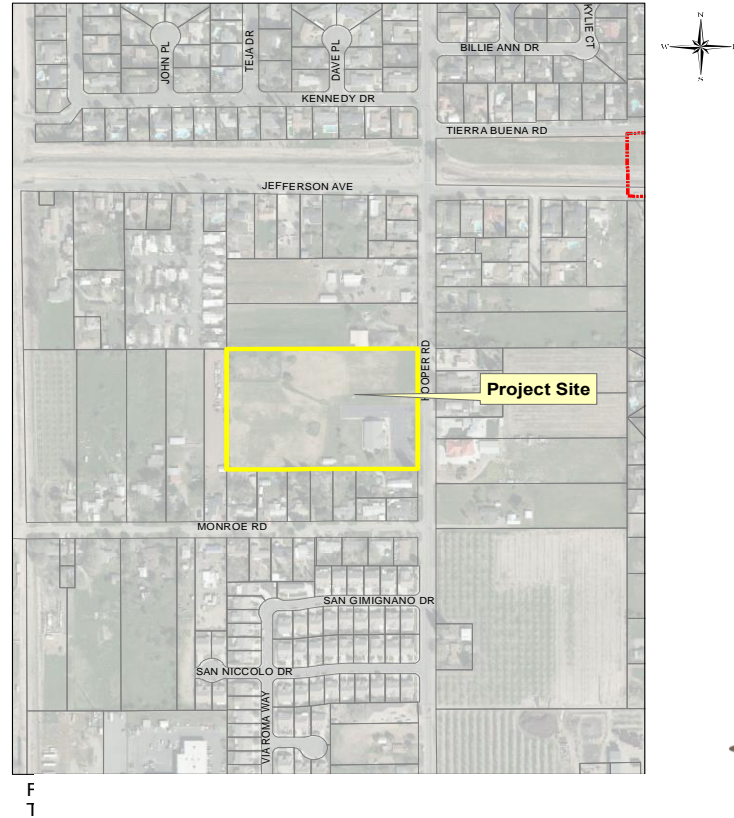 N
W
S
JOHN PL
TEJA DR
DAVE PL
KYLIE CT
BILLIE ANN DR
KENNEDY DR
TIERRA BUENA RD
JEFFERSON AVE
HOOPER RD
Project Site
MONROE RD
SAN GIMIGNANO DR
SAN NICCOLO DR
VIA ROMA WAY